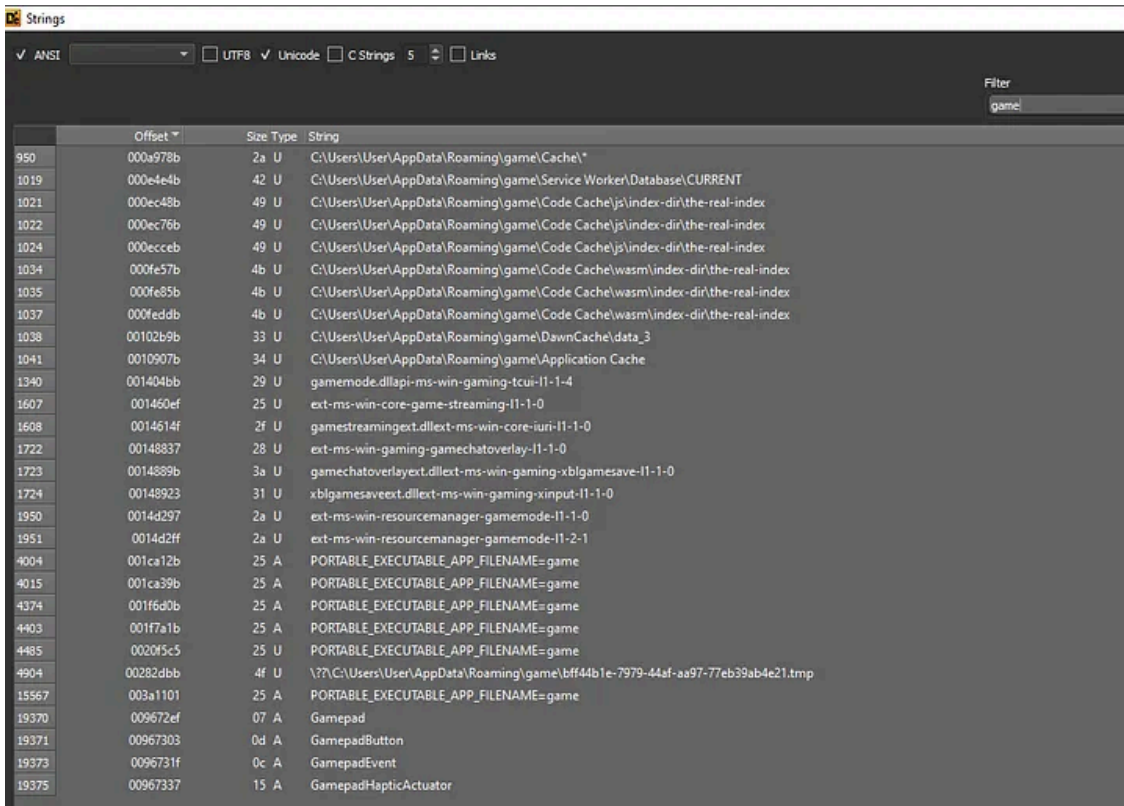 Strings
ANSI UTF8 Unicode C Strings 5 Links
Filter
game
Offset Size Type String
950 000a978b 2a U C:\Users\User\AppData\Roaming\game\Cache\*
1019 000e4e4b 42 U C:\Users\User\AppData\Roaming\game\Service Worker\Database\CURRENT
1021 000ec48b 49 U C:\Users\User\AppData\Roaming\game\Code Cache\js\index-dir\the-real-index
1022 000ec76b 49 U C:\Users\User\AppData\Roaming\game\Code Cache\js\index-dir\the-real-index
1024 000ecceb 49 U C:\Users\User\AppData\Roaming\game\Code Cache\js\index-dir\the-real-index
1034 000fe57b 4b U C:\Users\User\AppData\Roaming\game\Code Cache\wasm\index-dir\the-real-index
1035 000fe85b 4b U C:\Users\User\AppData\Roaming\game\Code Cache\wasm\index-dir\the-real-index
1037 000feddb 4b U C:\Users\User\AppData\Roaming\game\Code Cache\wasm\index-dir\the-real-index
1038 00102b9b 33 U C:\Users\User\AppData\Roaming\game\DawnCache\data_3
1041 0010907b 34 U C:\Users\User\AppData\Roaming\game\Application Cache
1340 001404bb 29 U gamemode.dllapi-ms-win-gaming-tcui-l1-1-4
1607 001460ef 25 U ext-ms-win-core-game-streaming-l1-1-0
1608 0014614f 2f U gamestreamingext.dllext-ms-win-core-iuri-l1-1-0
1722 00148837 28 U ext-ms-win-gaming-gamechatoverlay-l1-1-0
1723 0014889b 3a U gamechatoverlayext.dllext-ms-win-gaming-xblgamesave-l1-1-0
1724 00148923 31 U xblgamesaveext.dllext-ms-win-gaming-xinput-l1-1-0
1950 0014d297 2a U ext-ms-win-resourcemanager-gamemode-l1-1-0
1951 0014d2ff 2a U ext-ms-win-resourcemanager-gamemode-l1-2-1
4004 001ca12b 25 A PORTABLE_EXECUTABLE_APP_FILENAME=game
4015 001ca39b 25 A PORTABLE_EXECUTABLE_APP_FILENAME=game
4374 001f6d0b 25 A PORTABLE_EXECUTABLE_APP_FILENAME=game
4403 001f7a1b 25 A PORTABLE_EXECUTABLE_APP_FILENAME=game
4485 0020f5c5 25 U PORTABLE_EXECUTABLE_APP_FILENAME=game
4904 00282dbb 4f U \??\C:\Users\User\AppData\Roaming\game\bff44b1e-7979-44af-aa97-77eb39ab4e21.tmp
15567 003a1101 25 A PORTABLE_EXECUTABLE_APP_FILENAME=game
19370 009672ef 07 A Gamepad
19371 00967303 0d A GamepadButton
19373 0096731f 0c A GamepadEvent
19375 00967337 15 A GamepadHapticActuator